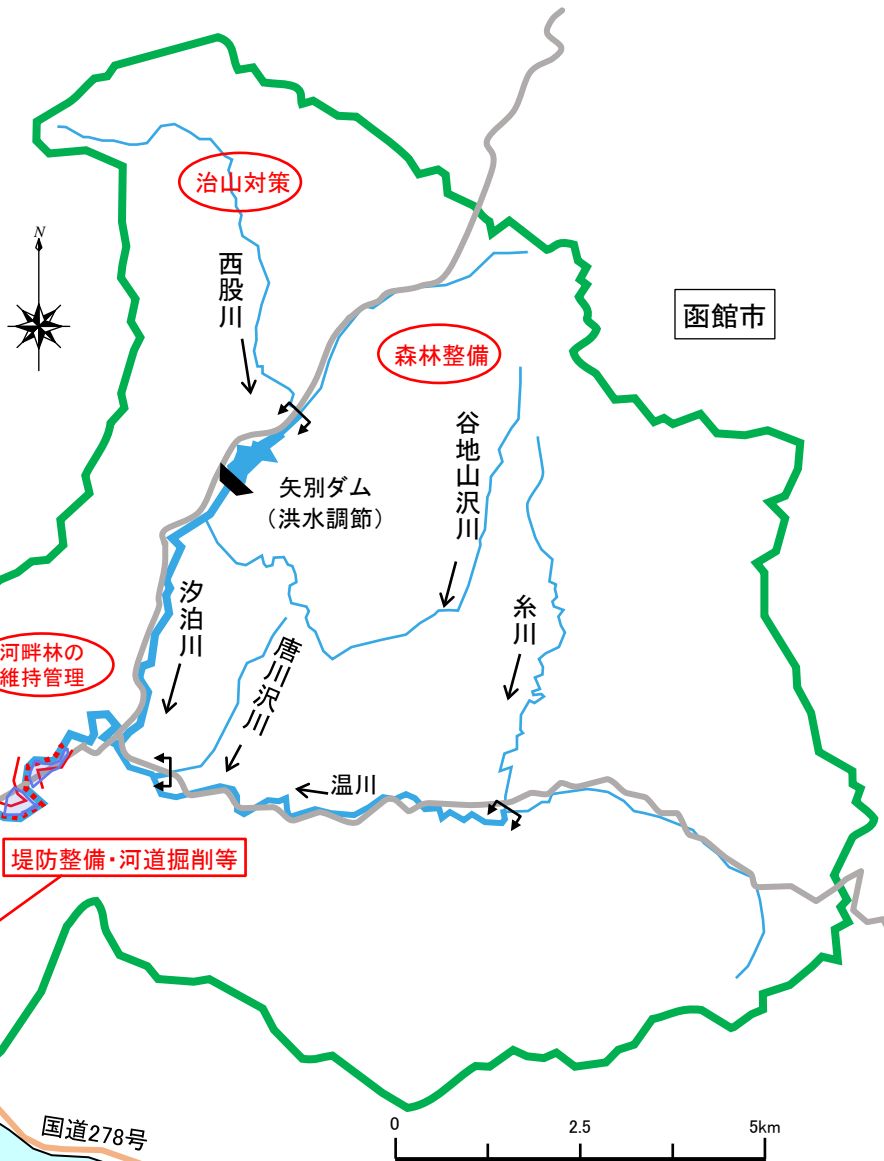 治山対策
N
西股川
函館市
森林整備
谷地山沢川
矢別ダム
（洪水調節）
汐泊川
糸川
唐川沢川
河畔林の
維持管理
温川
堤防整備・河道掘削等
国道278号
0 2.5 5km